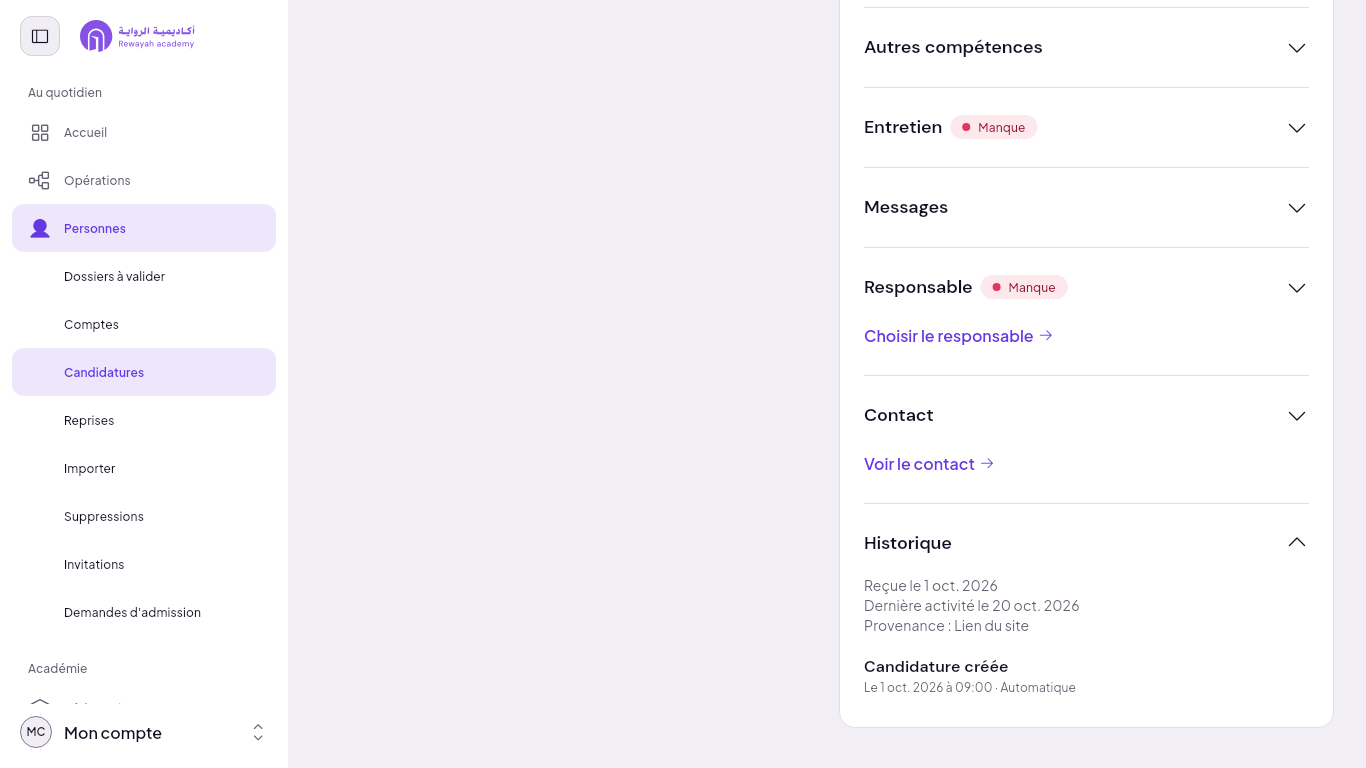 أكاديمية الرواية
Rewayah academy
Au quotidien
Accueil
Opérations
Personnes
Dossiers à valider
Comptes
Candidatures
Reprises
Importer
Suppressions
Invitations
Demandes d'admission
Académie
MC
Mon compte
Autres compétences
Entretien
Manque
Messages
Responsable
Manque
Choisir le responsable
Contact
Voir le contact
Historique
Reçue le 1 oct. 2026
Dernière activité le 20 oct. 2026
Provenance : Lien du site
Candidature créée
Le 1 oct. 2026 à 09:00 · Automatique